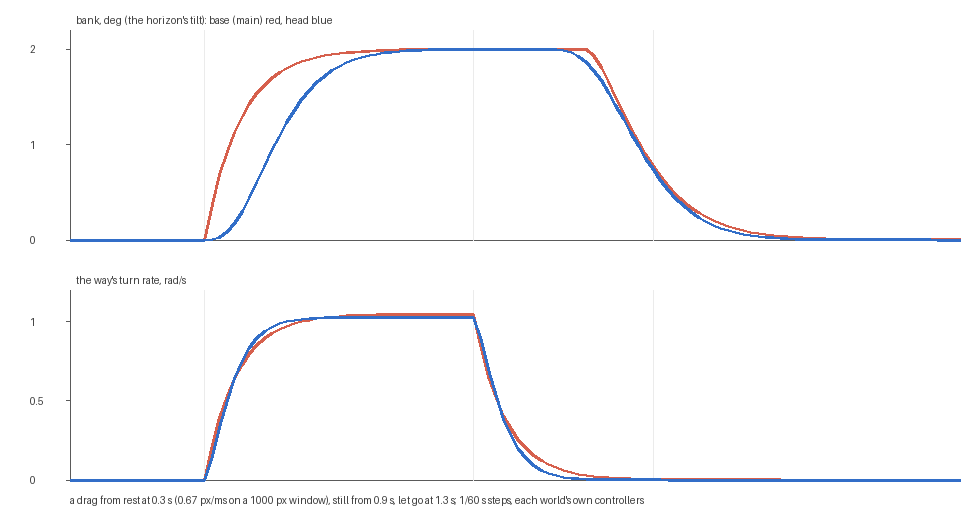 bank, deg (the horizon's tilt): base (main) red, head blue
2
1
0
the way's turn rate, rad/s
1
0.5
0
a drag from rest at 0.3 s (0.67 px/ms on a 1000 px window), still from 0.9 s, let go at 1.3 s; 1/60 s steps, each world's own controllers